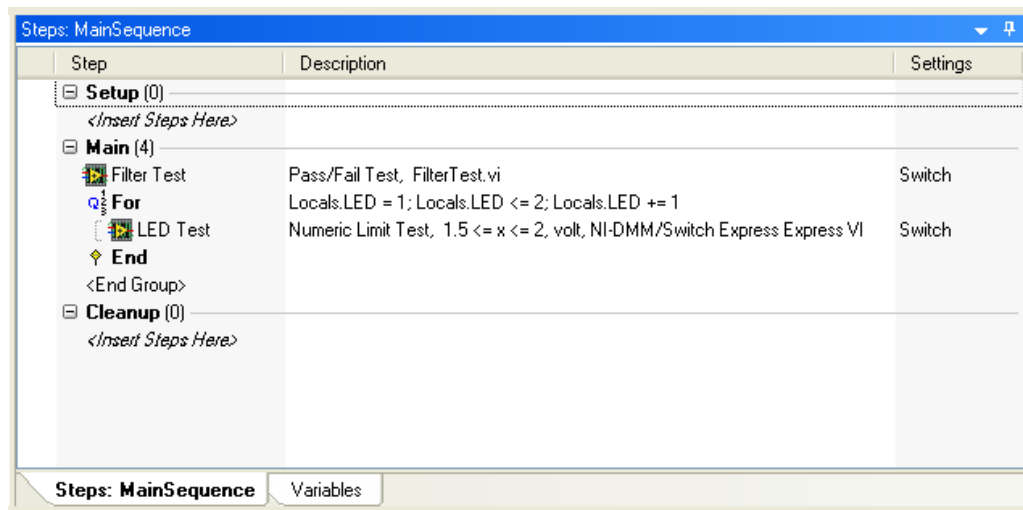 Steps: MainSequence
Step Description Settings
Setup (0)
<Insert Steps Here>
Main (4)
Filter Test Pass/Fail Test, FilterTest.vi Switch
For Locals.LED = 1; Locals.LED <= 2; Locals.LED += 1
LED Test Numeric Limit Test, 1.5 <= x <= 2, volt, NI-DMM/Switch Express Express VI Switch
End
<End Group>
Cleanup (0)
<Insert Steps Here>
Steps: MainSequence Variables